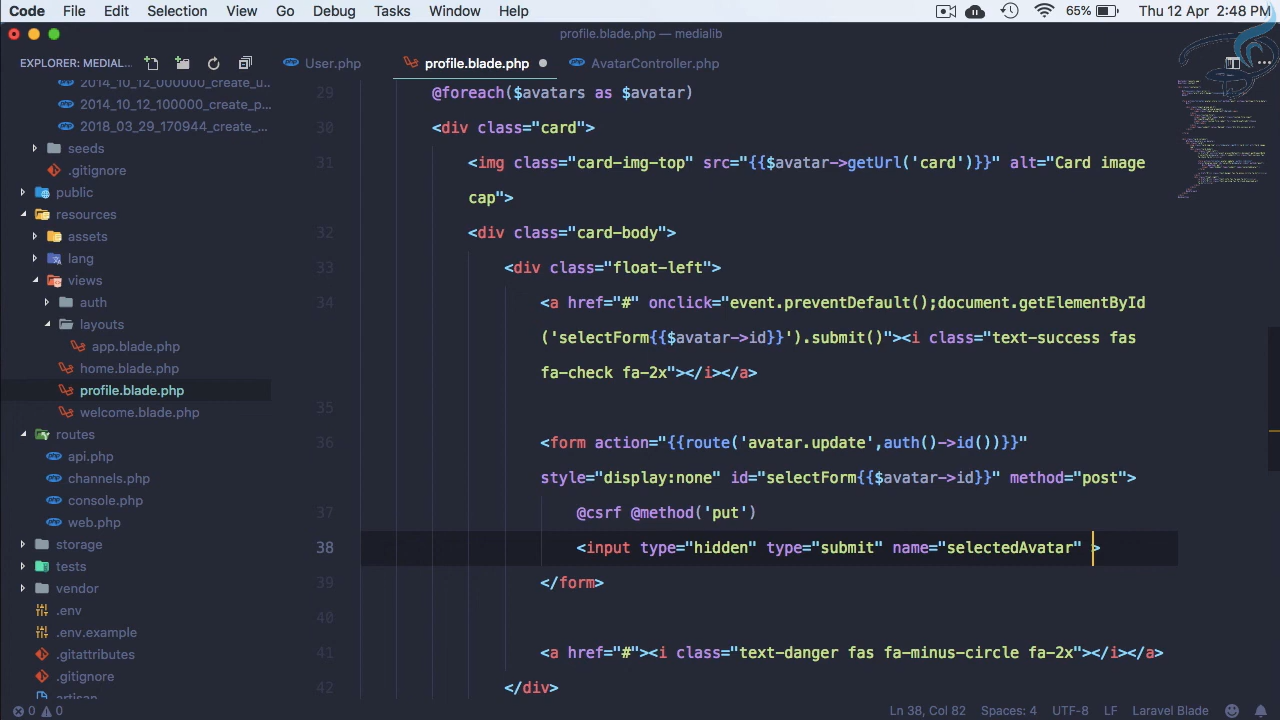 Code File Edit Selection View Go Debug Tasks Window Help 65% Thu 12 Apr 2:48 PM
profile.blade.php — medialib
EXPLORER: MEDIAL... User.php profile.blade.php AvatarController.php
2014_10_12_000000_create_u...
2014_10_12_100000_create_p...
2018_03_29_170944_create_...
seeds
.gitignore
public
resources
assets
lang
views
auth
layouts
app.blade.php
home.blade.php
profile.blade.php
welcome.blade.php
routes
api.php
channels.php
console.php
web.php
storage
tests
vendor
.env
.env.example
.gitattributes
.gitignore
artisan
29 @foreach($avatars as $avatar)
30 <div class="card">
31 <img class="card-img-top" src="{{$avatar->getUrl('card')}}" alt="Card image
cap">
32 <div class="card-body">
33 <div class="float-left">
34 <a href="#" onclick="event.preventDefault();document.getElementById
('selectForm{{$avatar->id}}').submit()"><i class="text-success fas
fa-check fa-2x"></i></a>
35
36 <form action="{{route('avatar.update',auth()->id())}}"
style="display:none" id="selectForm{{$avatar->id}}" method="post">
37 @csrf @method('put')
38 <input type="hidden" type="submit" name="selectedAvatar" >
39 </form>
40
41 <a href="#"><i class="text-danger fas fa-minus-circle fa-2x"></i></a>
42 </div>
0 0 Ln 38, Col 82 Spaces: 4 UTF-8 LF Laravel Blade